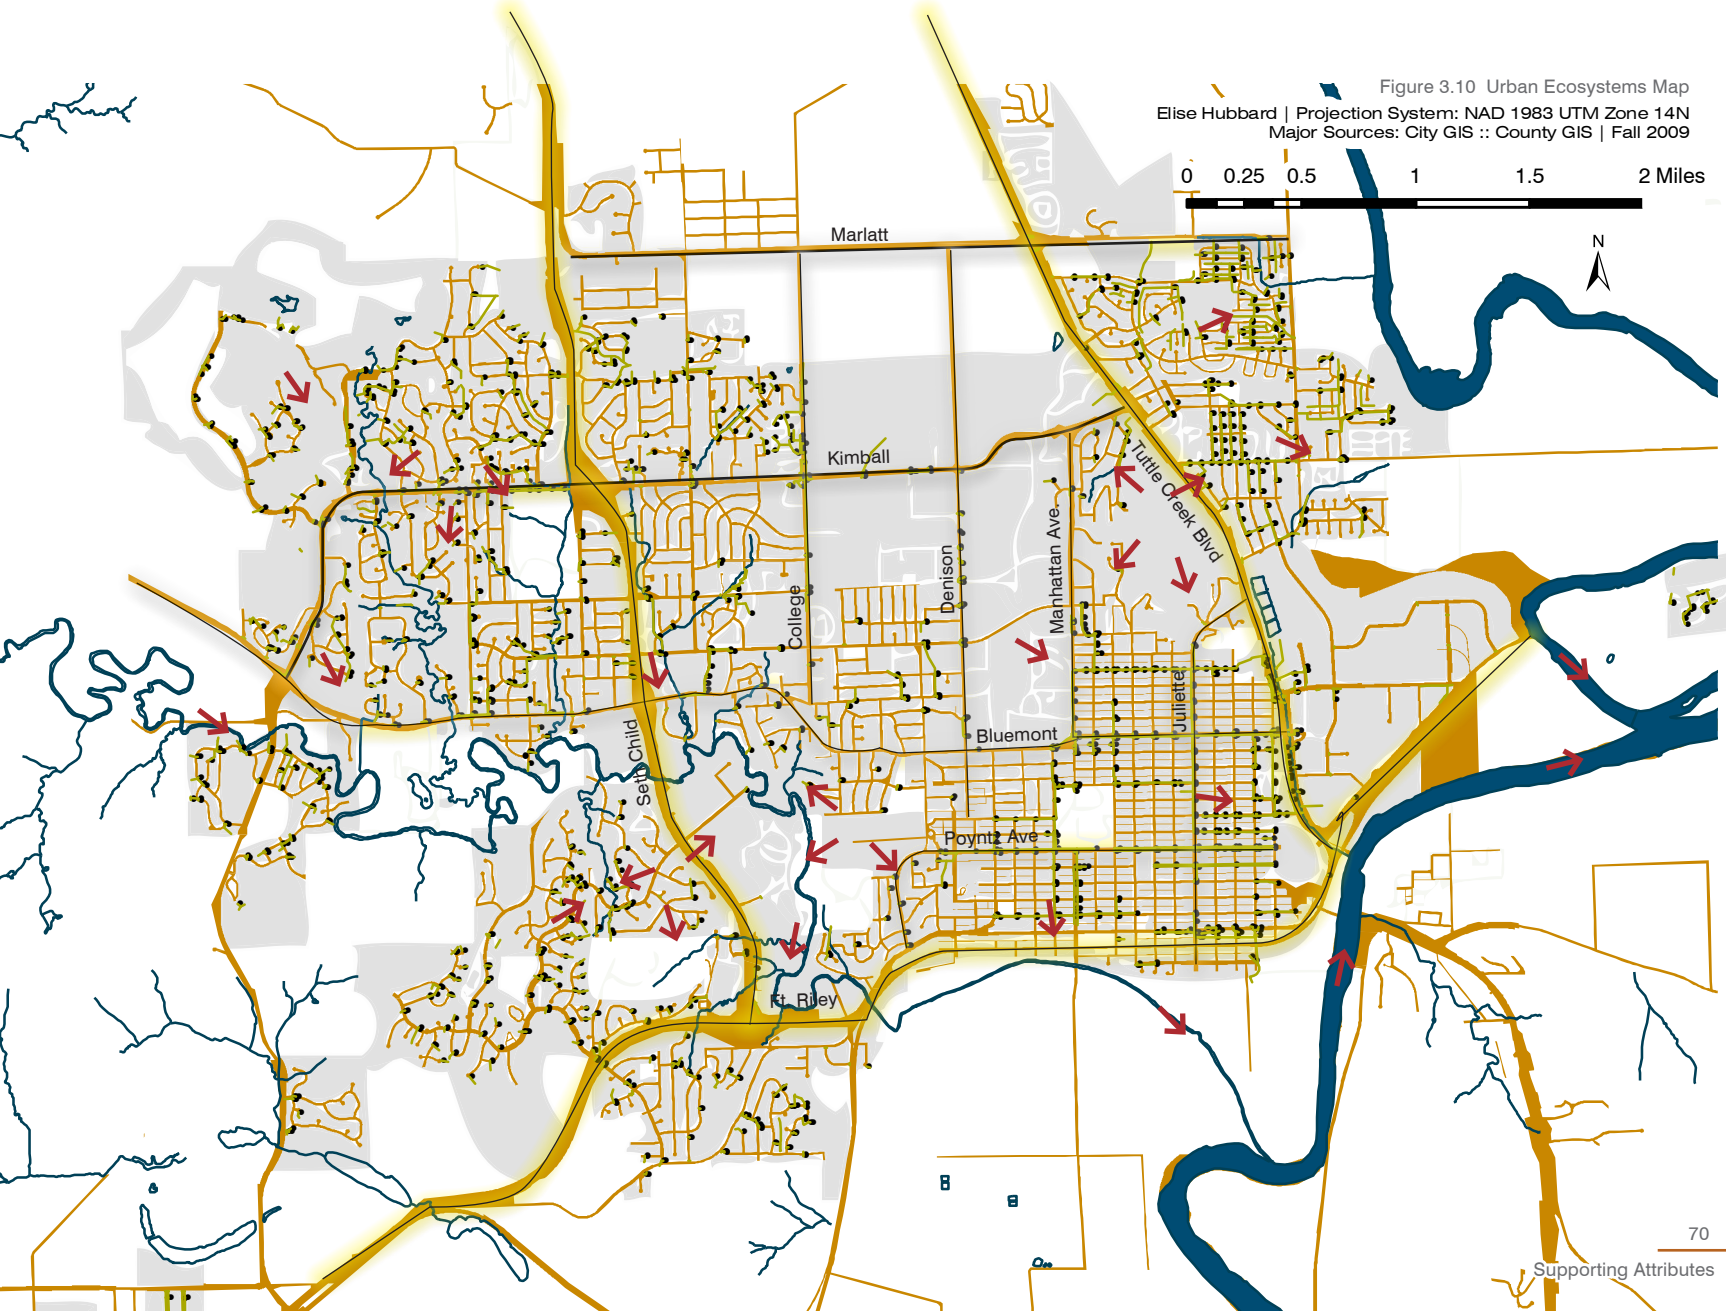 Figure 3.10 Urban Ecosystems Map
Elise Hubbard | Projection System: NAD 1983 UTM Zone 14N
Major Sources: City GIS :: County GIS | Fall 2009
0 0.25 0.5 1 1.5 2 Miles
N
Marlatt
Kimball
Tuttle Creek Blvd
Manhattan Ave.
Denison
College
Juliette
Seth Child
Bluemont
Poyntz Ave
Ft. Riley
70
Supporting Attributes